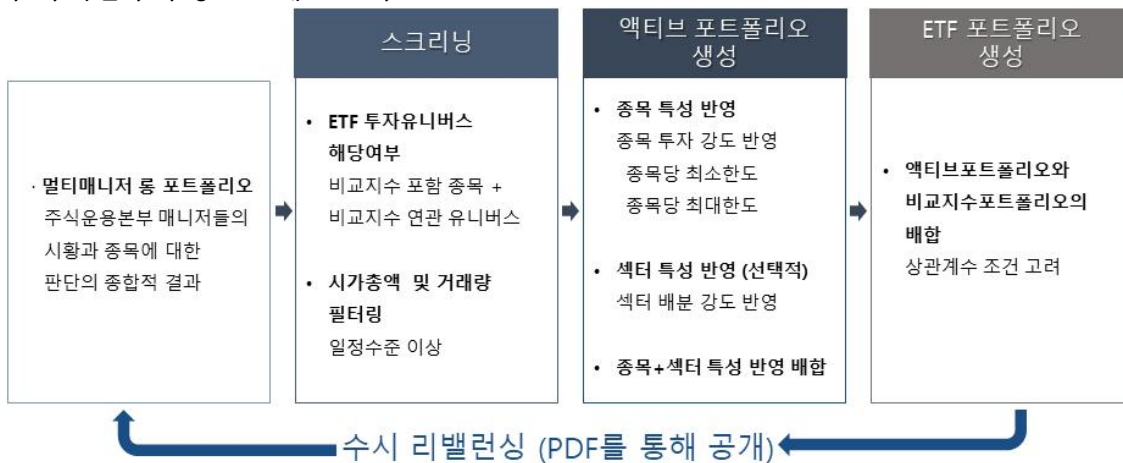 스크리닝
액티브 포트폴리오
생성
ETF 포트폴리오
생성
· 멀티매니저 롱 포트폴리오
주식운용본부 매니저들의
시황과 종목에 대한
판단의 종합적 결과
• ETF 투자유니버스
해당여부
비교지수 포함 종목 +
비교지수 연관 유니버스
• 시가총액 및 거래량
필터링
일정수준 이상
• 종목 특성 반영
종목 투자 강도 반영
종목당 최소한도
종목당 최대한도
• 섹터 특성 반영 (선택적)
섹터 배분 강도 반영
• 종목+섹터 특성 반영 배합
• 액티브포트폴리오와
비교지수포트폴리오의
배합
상관계수 조건 고려
수시 리밸런싱 (PDF를 통해 공개)